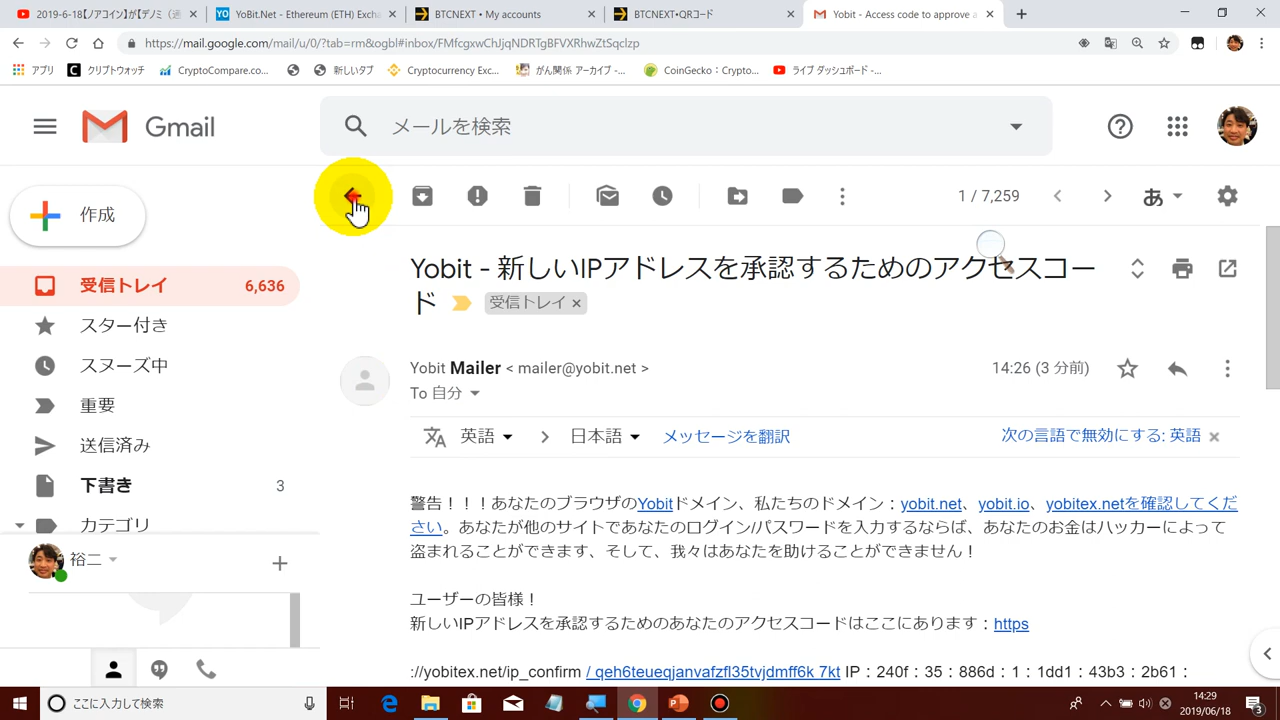 2019-6-18【ノアコイン】が【デノミ（通
YoBit.Net - Ethereum (ETH) Excha
BTCNEXT • My accounts
BTCNEXT•QRコード
Yobit - Access code to approve a
https://mail.google.com/mail/u/0/?tab=rm&ogbl#inbox/FMfcgxwChJjqNDRTgBFVXRhwZtSqclzp
アプリ
クリプトウォッチ
CryptoCompare.co...
新しいタブ
Cryptocurrency Exc...
がん関係 アーカイブ -...
CoinGecko：Crypto...
ライブ ダッシュボード -...
Gmail
メールを検索
作成
1 / 7,259
あ
受信トレイ 6,636
スター付き
スヌーズ中
重要
送信済み
下書き 3
カテゴリ
裕二
Yobit - 新しいIPアドレスを承認するためのアクセスコー
ド 受信トレイ ×
Yobit Mailer < mailer@yobit.net >
14:26 (3 分前)
To 自分
英語 > 日本語 メッセージを翻訳
次の言語で無効にする: 英語 ×
警告！！！あなたのブラウザのYobitドメイン、私たちのドメイン：yobit.net、yobit.io、yobitex.netを確認してくだ
さい。あなたが他のサイトであなたのログイン/パスワードを入力するならば、あなたのお金はハッカーによって
盗まれることができます、そして、我々はあなたを助けることができません！
ユーザーの皆様！
新しいIPアドレスを承認するためのあなたのアクセスコードはここにあります：https
://yobitex.net/ip_confirm / qeh6teueqjanvafzfl35tvjdmff6k 7kt IP：240f：35：886d：1：1dd1：43b3：2b61：
ここに入力して検索
14:29
2019/06/18
3